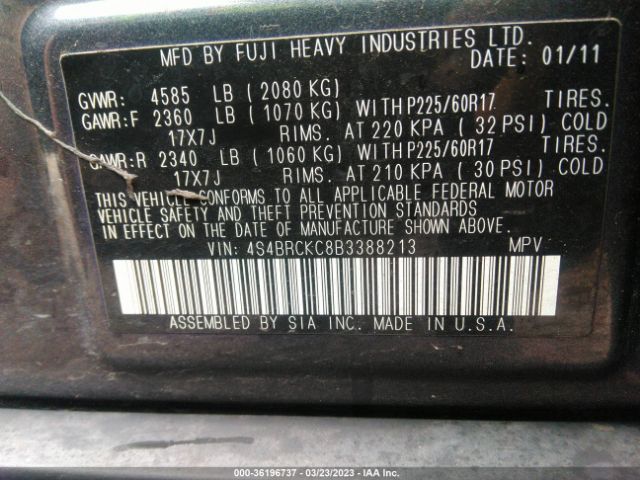 MFD BY FUJI HEAVY INDUSTRIES LTD.
DATE: 01/11
GVWR: 4585 LB ( 2080 KG)
GAWR:F 2360 LB ( 1070 KG) WITH P225/60R17 TIRES.
17X7J RIMS. AT 220 KPA ( 32 PSI) COLD
GAWR:R 2340 LB ( 1060 KG) WITH P225/60R17 TIRES.
17X7J RIMS. AT 210 KPA ( 30 PSI) COLD
THIS VEHICLE CONFORMS TO ALL APPLICABLE FEDERAL MOTOR
VEHICLE SAFETY AND THEFT PREVENTION STANDARDS
IN EFFECT ON THE DATE OF MANUFACTURE SHOWN ABOVE.
VIN: 4S4BRCKC8B3388213 MPV
ASSEMBLED BY SIA INC. MADE IN U.S.A.
000-36196737 — 03/23/2023 — IAA Inc.